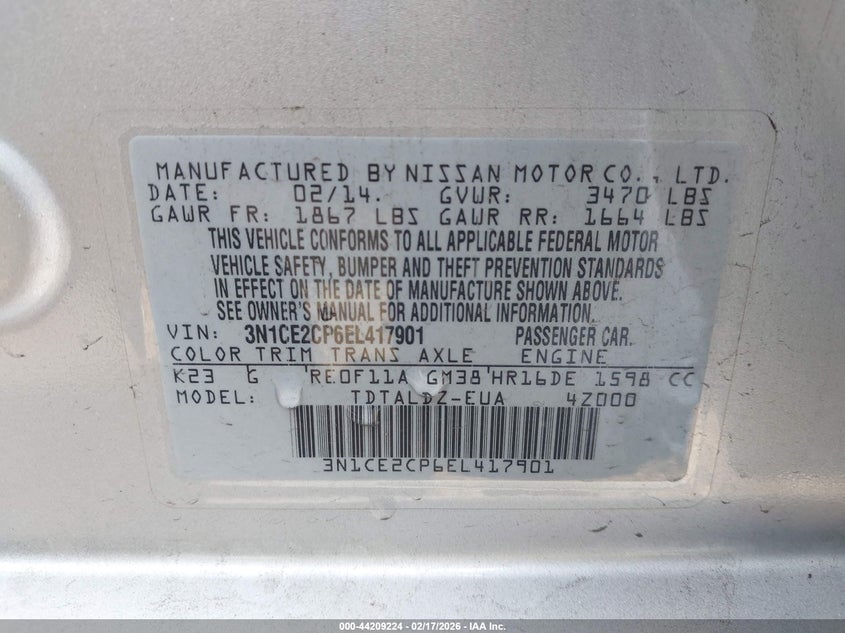 MANUFACTURED BY NISSAN MOTOR CO., LTD.
DATE: 02/14. GVWR: 3470 LBS
GAWR FR: 1867 LBS GAWR RR: 1664 LBS
THIS VEHICLE CONFORMS TO ALL APPLICABLE FEDERAL MOTOR
VEHICLE SAFETY, BUMPER AND THEFT PREVENTION STANDARDS
IN EFFECT ON THE DATE OF MANUFACTURE SHOWN ABOVE.
SEE OWNER'S MANUAL FOR ADDITIONAL INFORMATION.
VIN: 3N1CE2CP6EL417901 PASSENGER CAR.
COLOR TRIM TRANS AXLE ENGINE
K23 G RE0F11A GM38 HR16DE 1598 CC
MODEL: TDTALDZ-EUA 4Z000
3N1CE2CP6EL417901
000-44209224 - 02/17/2026 - IAA Inc.